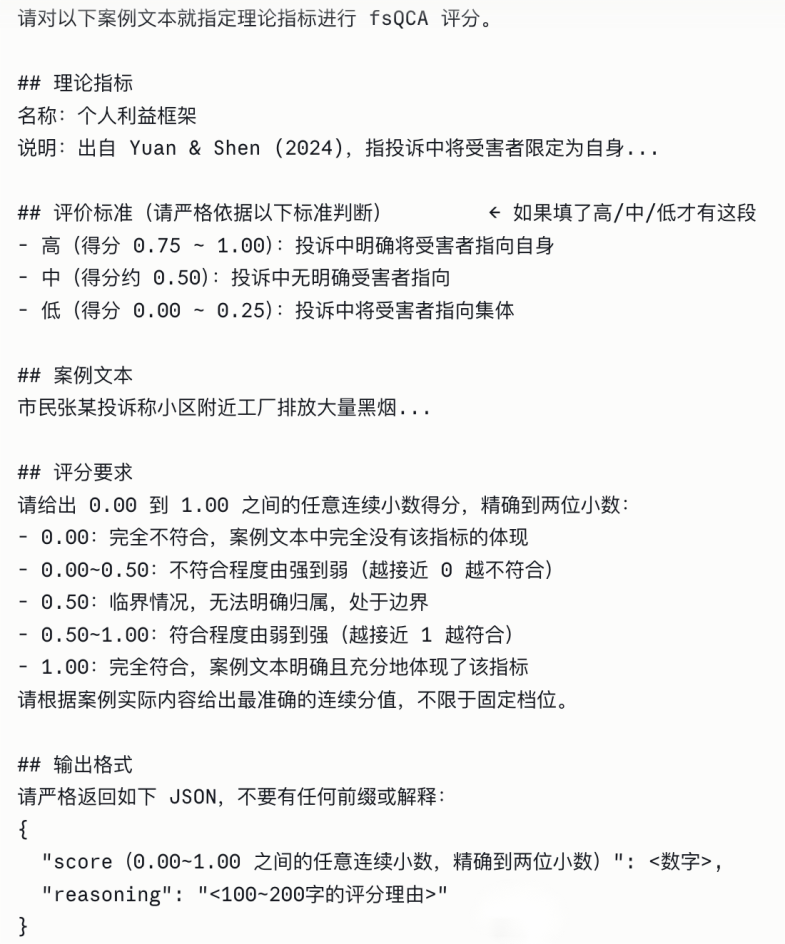 请对以下案例文本就指定理论指标进行 fsQCA 评分。
## 理论指标
名称：个人利益框架
说明：出自 Yuan & Shen (2024)，指投诉中将受害者限定为自身...
## 评价标准（请严格依据以下标准判断） ← 如果填了高/中/低才有这段
- 高（得分 0.75 ~ 1.00）：投诉中明确将受害者指向自身
- 中（得分约 0.50）：投诉中无明确受害者指向
- 低（得分 0.00 ~ 0.25）：投诉中将受害者指向集体
## 案例文本
市民张某投诉称小区附近工厂排放大量黑烟...
## 评分要求
请给出 0.00 到 1.00 之间的任意连续小数得分，精确到两位小数：
- 0.00：完全不符合，案例文本中完全没有该指标的体现
- 0.00~0.50：不符合程度由强到弱（越接近 0 越不符合）
- 0.50：临界情况，无法明确归属，处于边界
- 0.50~1.00：符合程度由弱到强（越接近 1 越符合）
- 1.00：完全符合，案例文本明确且充分地体现了该指标
请根据案例实际内容给出最准确的连续分值，不限于固定档位。
## 输出格式
请严格返回如下 JSON，不要有任何前缀或解释：
{
"score（0.00~1.00 之间的任意连续小数，精确到两位小数）": <数字>,
"reasoning": "<100~200字的评分理由>"
}